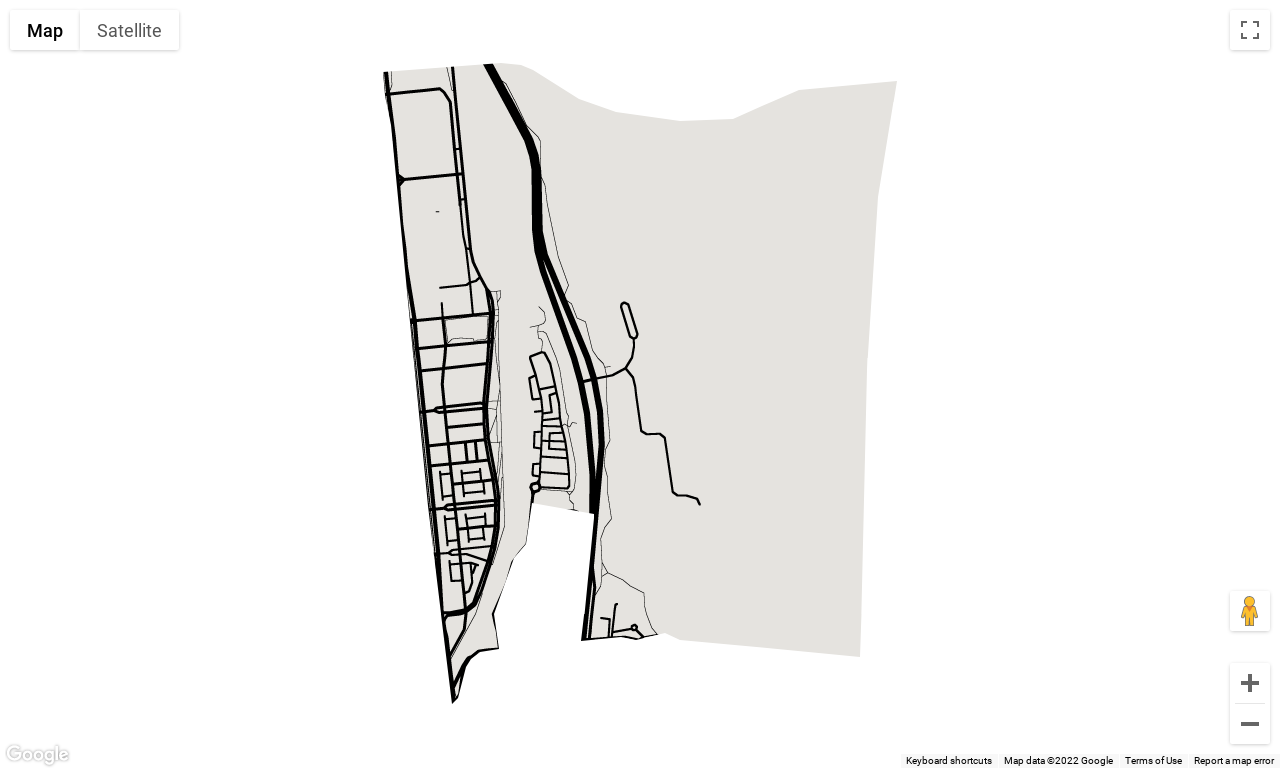 Map Satellite
Google
Keyboard shortcuts Map data ©2022 Google Terms of Use Report a map error